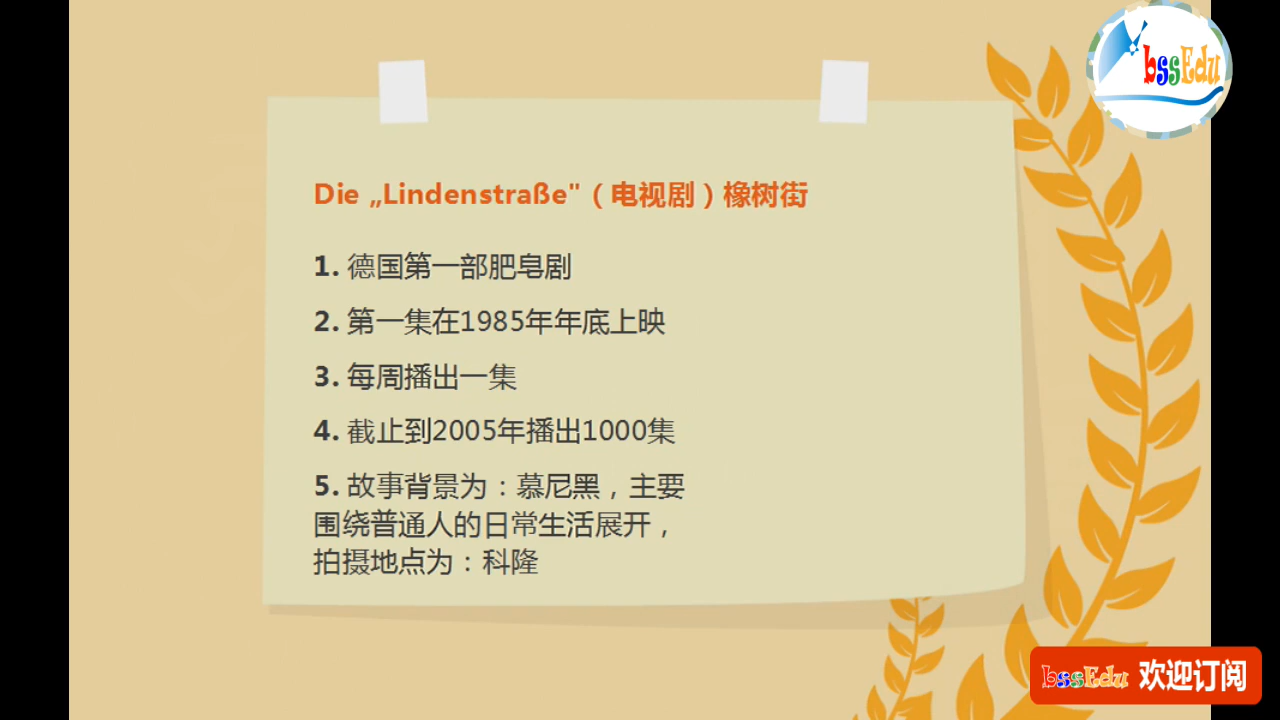 bssEdu
Die „Lindenstraße"（电视剧）橡树街
1. 德国第一部肥皂剧
2. 第一集在1985年年底上映
3. 每周播出一集
4. 截止到2005年播出1000集
5. 故事背景为：慕尼黑，主要
围绕普通人的日常生活展开，
拍摄地点为：科隆
bssEdu 欢迎订阅